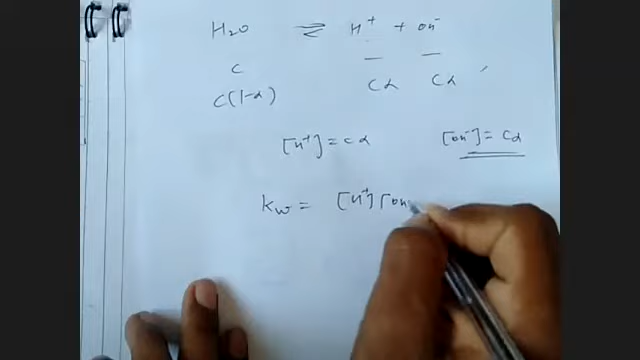 H₂O ⇌ H⁺ + OH⁻
C — —
C(1-α) Cα Cα
[H⁺] = Cα [OH⁻] = Cα
Kw = [H⁺] [OH